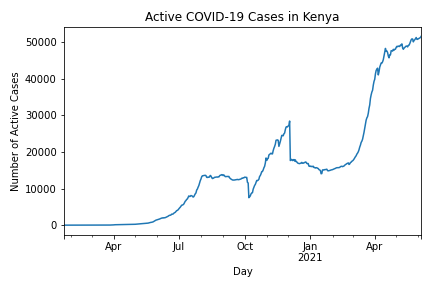 Active COVID-19 Cases in Kenya
50000
40000
30000
20000
10000
0
Number of Active Cases
Apr Jul Oct Jan Apr
2021
Day